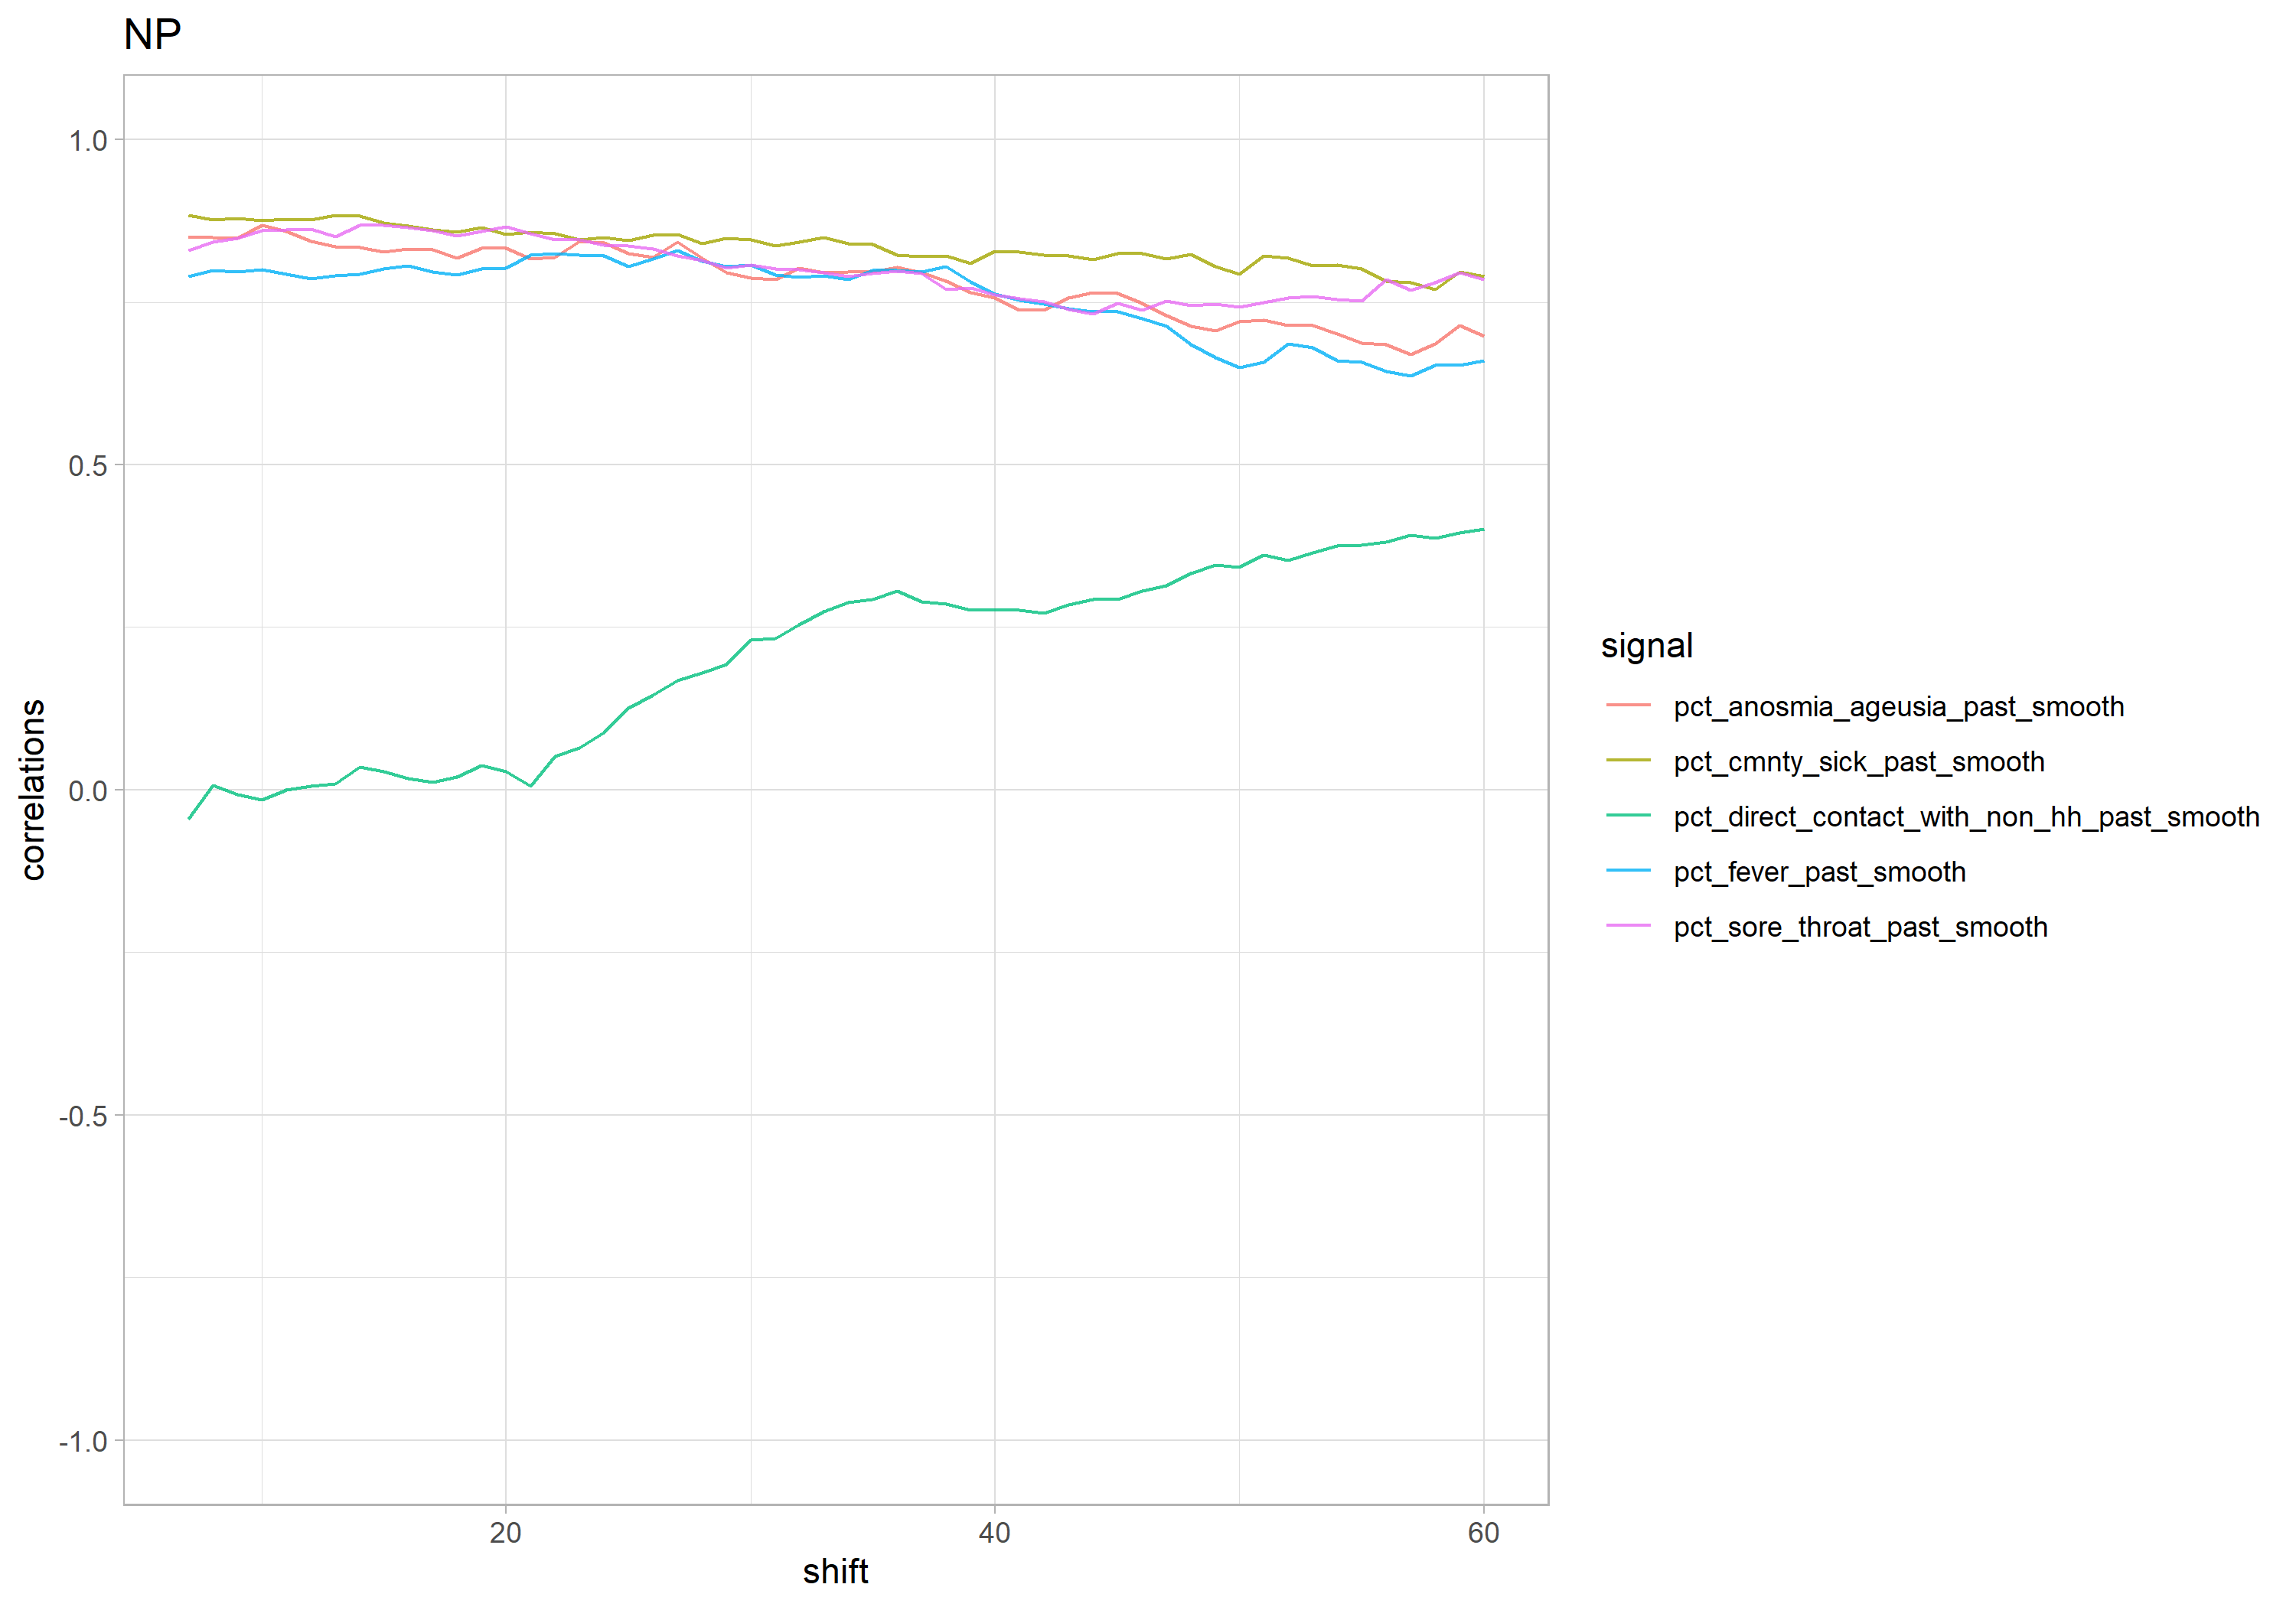 NP
1.0
0.5
0.0
-0.5
-1.0
correlations
20 40 60
shift
signal
pct_anosmia_ageusia_past_smooth
pct_cmnty_sick_past_smooth
pct_direct_contact_with_non_hh_past_smooth
pct_fever_past_smooth
pct_sore_throat_past_smooth